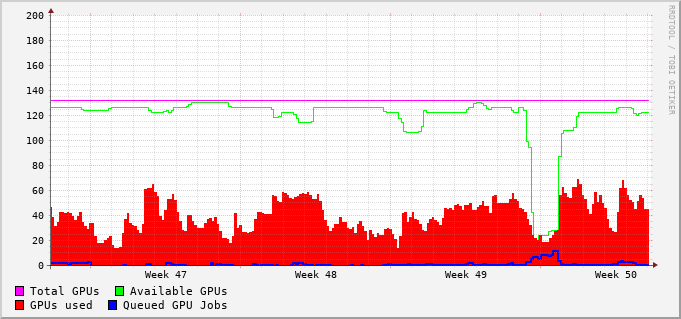 RRDTOOL / TOBI OETIKER
200
180
160
140
120
100
80
60
40
20
0
Week 47 Week 48 Week 49 Week 50
Total GPUs Available GPUs
GPUs used Queued GPU Jobs